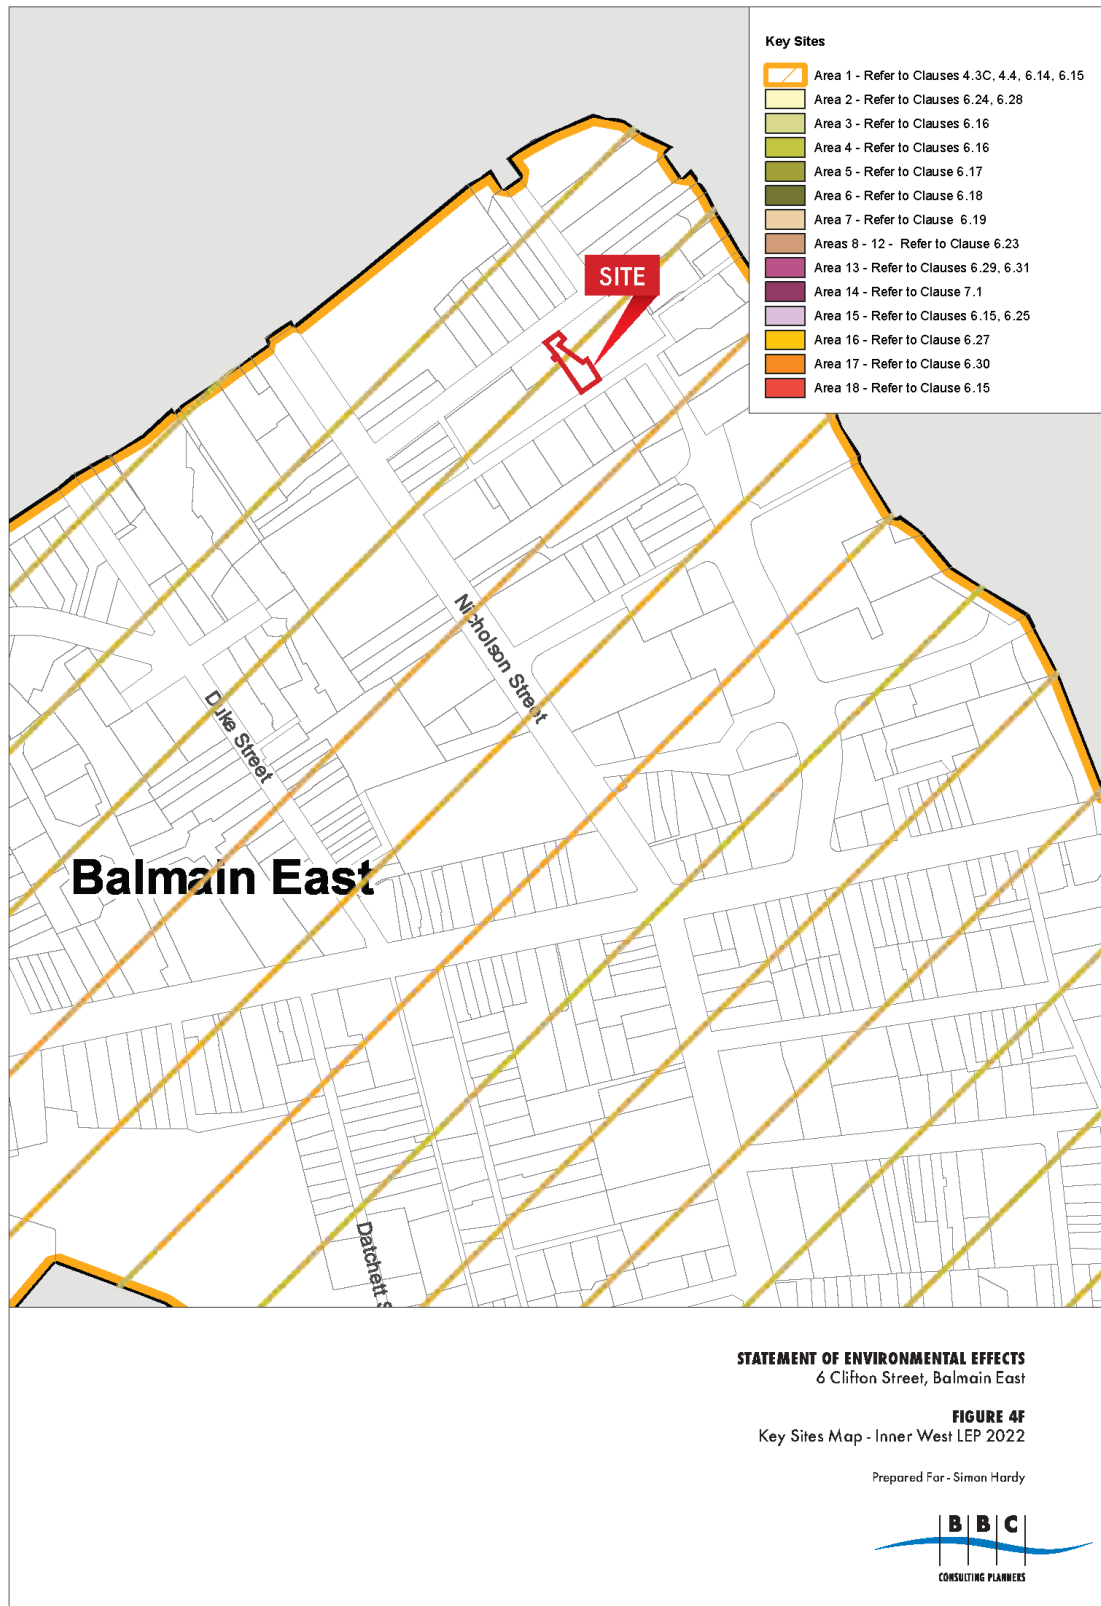 Key Sites
Area 1 - Refer to Clauses 4.3C, 4.4, 6.14, 6.15
Area 2 - Refer to Clauses 6.24, 6.28
Area 3 - Refer to Clauses 6.16
Area 4 - Refer to Clauses 6.16
Area 5 - Refer to Clause 6.17
Area 6 - Refer to Clause 6.18
Area 7 - Refer to Clause 6.19
Areas 8 - 12 - Refer to Clause 6.23
Area 13 - Refer to Clauses 6.29, 6.31
Area 14 - Refer to Clause 7.1
Area 15 - Refer to Clauses 6.15, 6.25
Area 16 - Refer to Clause 6.27
Area 17 - Refer to Clause 6.30
Area 18 - Refer to Clause 6.15
SITE
Nicholson Street
Duke Street
Balmain East
Datchett S
STATEMENT OF ENVIRONMENTAL EFFECTS
6 Clifton Street, Balmain East
FIGURE 4F
Key Sites Map - Inner West LEP 2022
Prepared For - Simon Hardy
BBC
CONSULTING PLANNERS